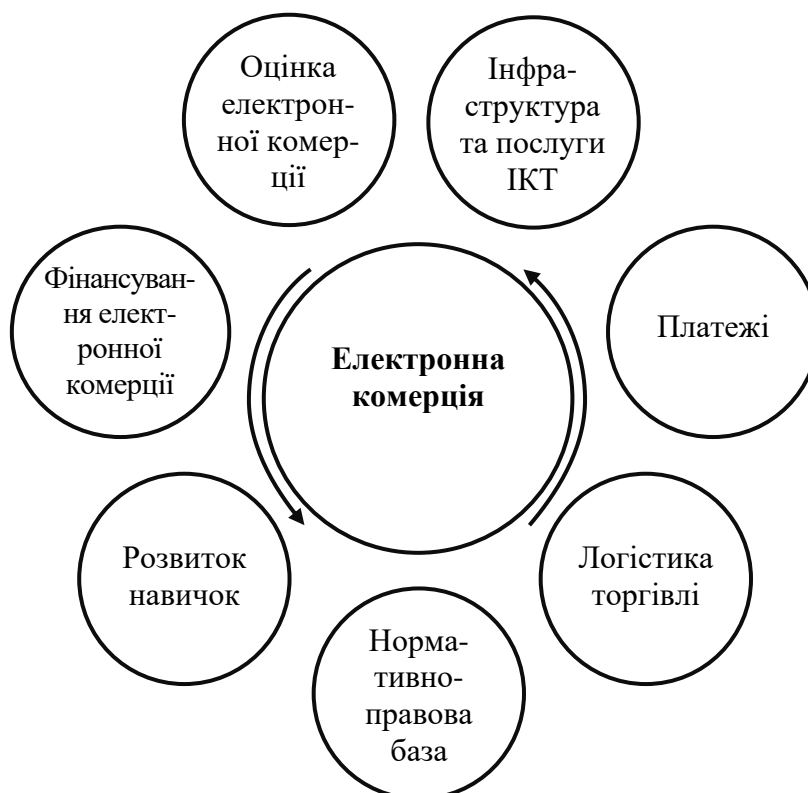 Оцінка
електрон-
ної комер-
ції
Інфра-
структура
та послуги
ІКТ
Фінансуван-
ня елект-
ронної
комерції
Платежі
Електронна
комерція
Розвиток
навичок
Логістика
торгівлі
Норма-
тивно-
правова
база